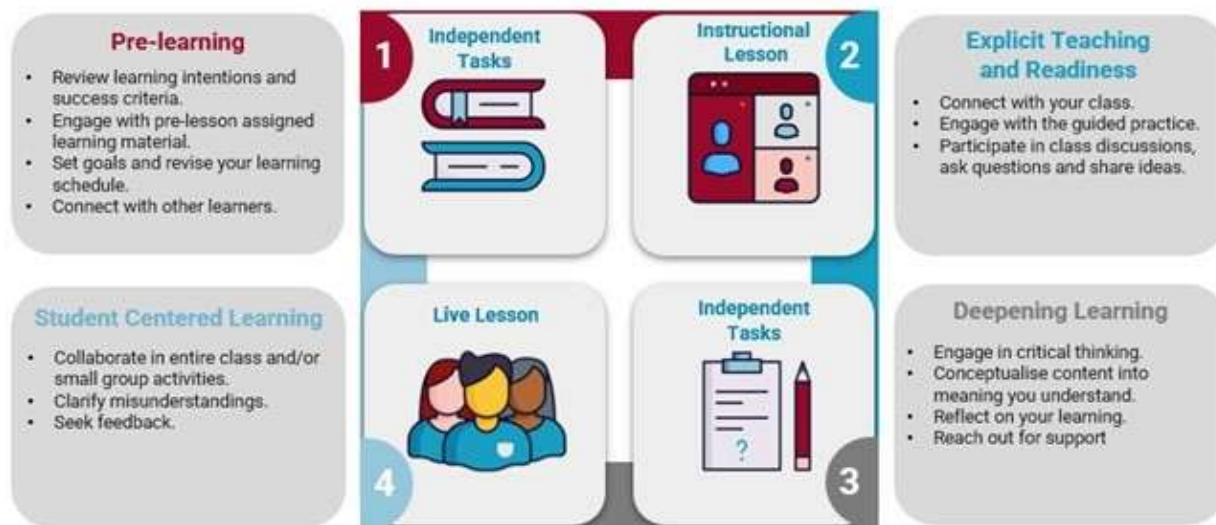 Pre-learning
• Review learning intentions and
success criteria.
• Engage with pre-lesson assigned
learning material.
• Set goals and revise your learning
schedule.
• Connect with other learners.
1
Independent
Tasks
Instructional
Lesson
2
Explicit Teaching
and Readiness
• Connect with your class.
• Engage with the guided practice.
• Participate in class discussions,
ask questions and share ideas.
Student Centered Learning
• Collaborate in entire class and/or
small group activities.
• Clarify misunderstandings.
• Seek feedback.
Live Lesson
4
Independent
Tasks
?
3
Deepening Learning
• Engage in critical thinking.
• Conceptualise content into
meaning you understand.
• Reflect on your learning.
• Reach out for support